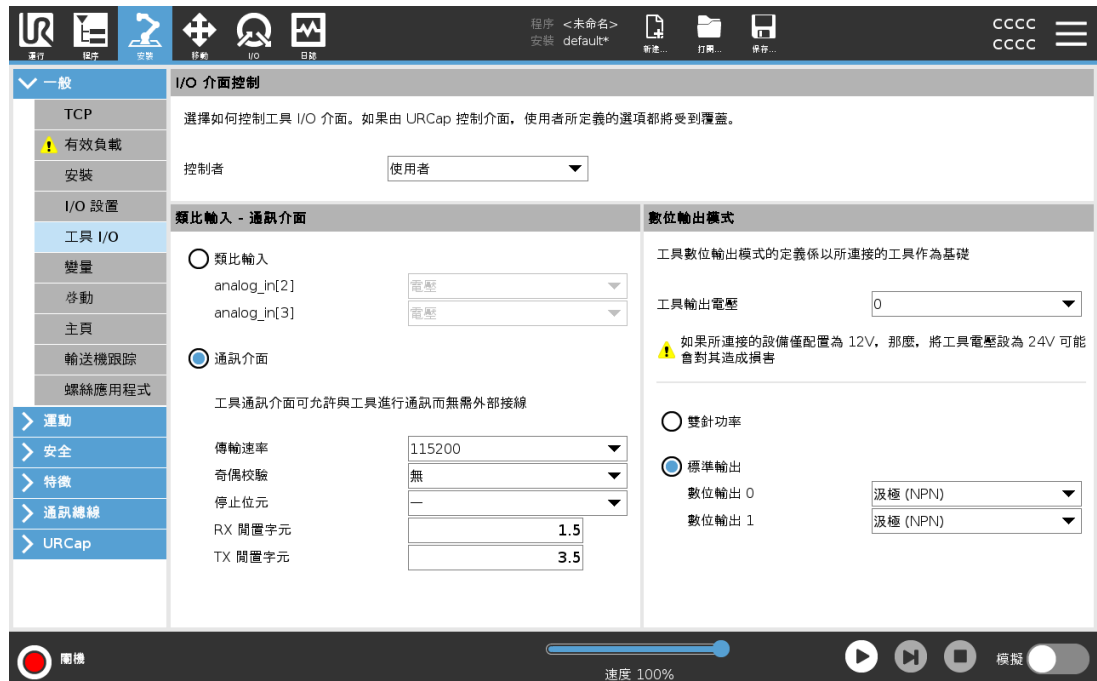 UR
運行
程序
安裝
移動
I/O
日誌
程序 <未命名>
安裝 default*
新建...
打開...
保存...
CCCC
CCCC
一般
TCP
有效負載
安裝
I/O 設置
工具 I/O
變量
啓動
主頁
輸送機跟踪
螺絲應用程式
運動
安全
特徵
通訊總線
URCap
I/O 介面控制
選擇如何控制工具 I/O 介面。如果由 URCap 控制介面，使用者所定義的選項都將受到覆蓋。
控制者
使用者
類比輸入 - 通訊介面
類比輸入
analog_in[2] 電壓
analog_in[3] 電壓
通訊介面
工具通訊介面可允許與工具進行通訊而無需外部接線
傳輸速率 115200
奇偶校驗 無
停止位元 一
RX 閒置字元 1.5
TX 閒置字元 3.5
數位輸出模式
工具數位輸出模式的定義係以所連接的工具作為基礎
工具輸出電壓 0
如果所連接的設備僅配置為 12V，那麼，將工具電壓設為 24V 可能
會對其造成損害
雙針功率
標準輸出
數位輸出 0 汲極 (NPN)
數位輸出 1 汲極 (NPN)
關機
速度 100%
模擬